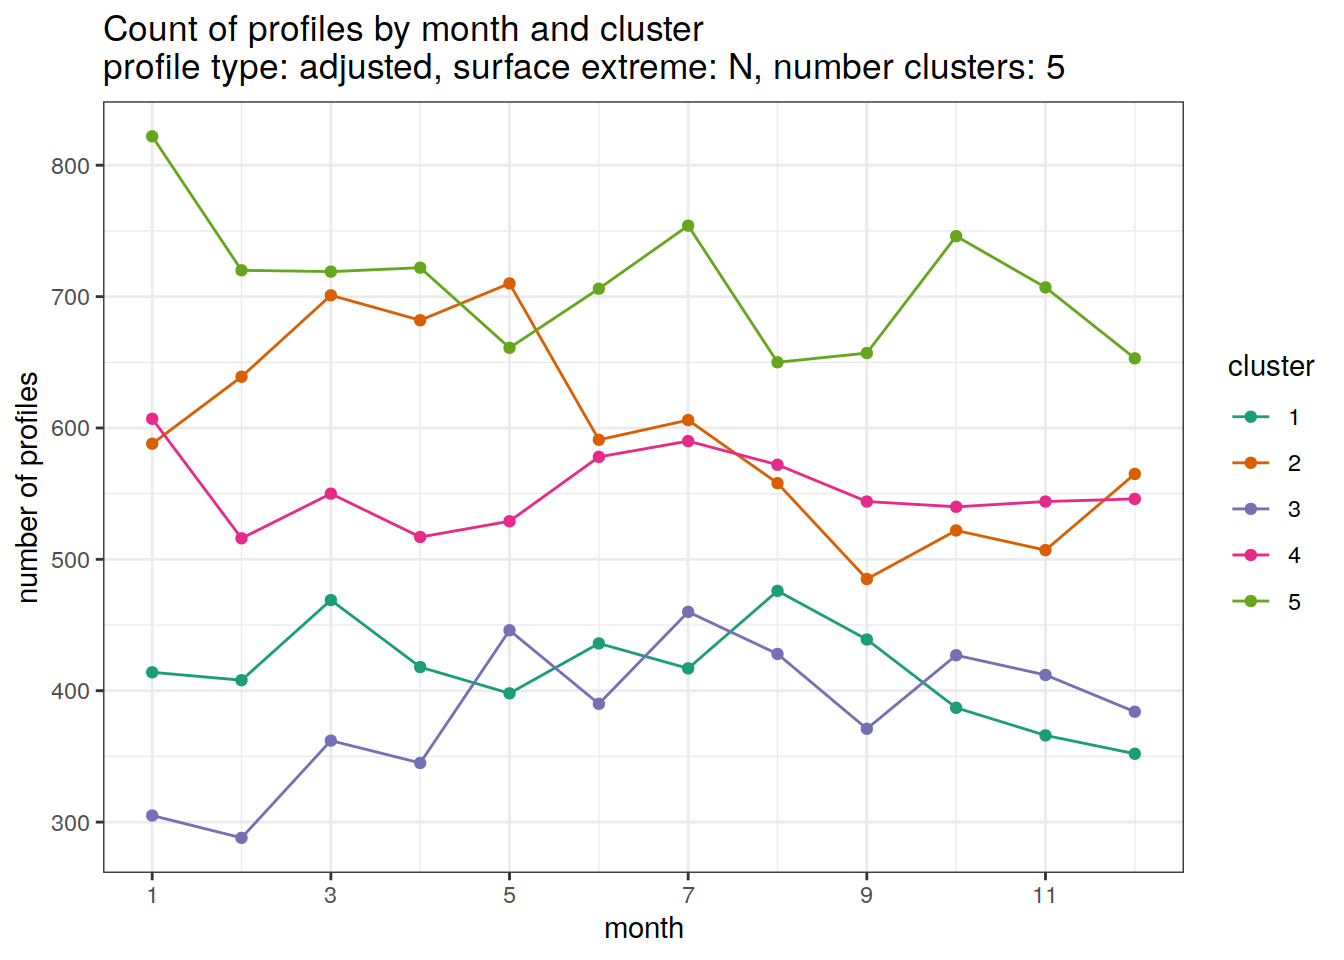 Count of profiles by month and cluster
profile type: adjusted, surface extreme: N, number clusters: 5
number of profiles
800
700
600
500
400
300
1 3 5 7 9 11
month
cluster
1
2
3
4
5